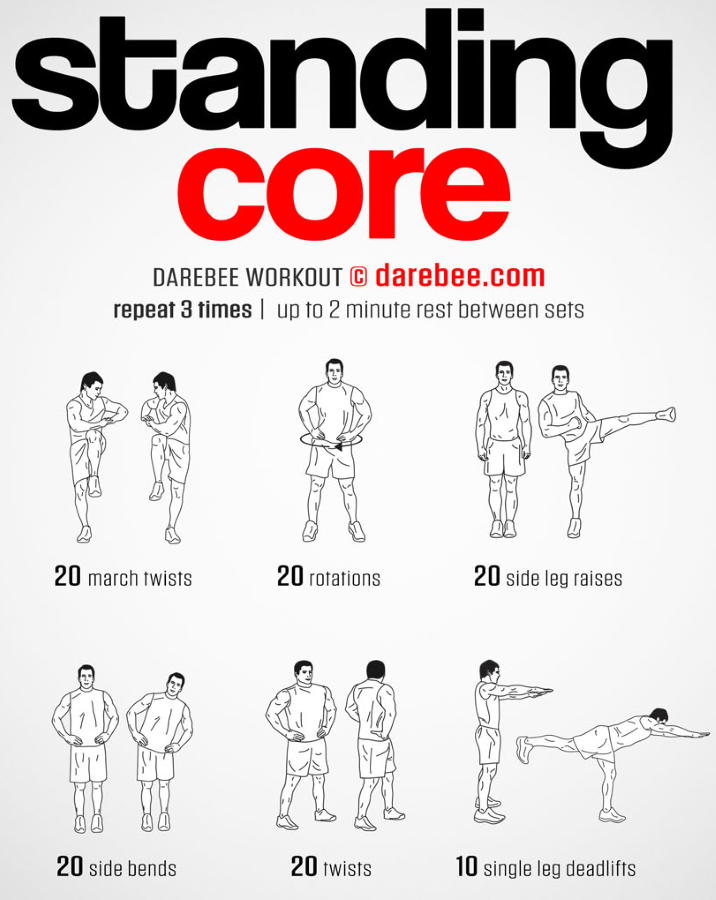 standing
core
DAREBEE WORKOUT © darebee.com
repeat 3 times | up to 2 minute rest between sets
20 march twists
20 rotations
20 side leg raises
20 side bends
20 twists
10 single leg deadlifts